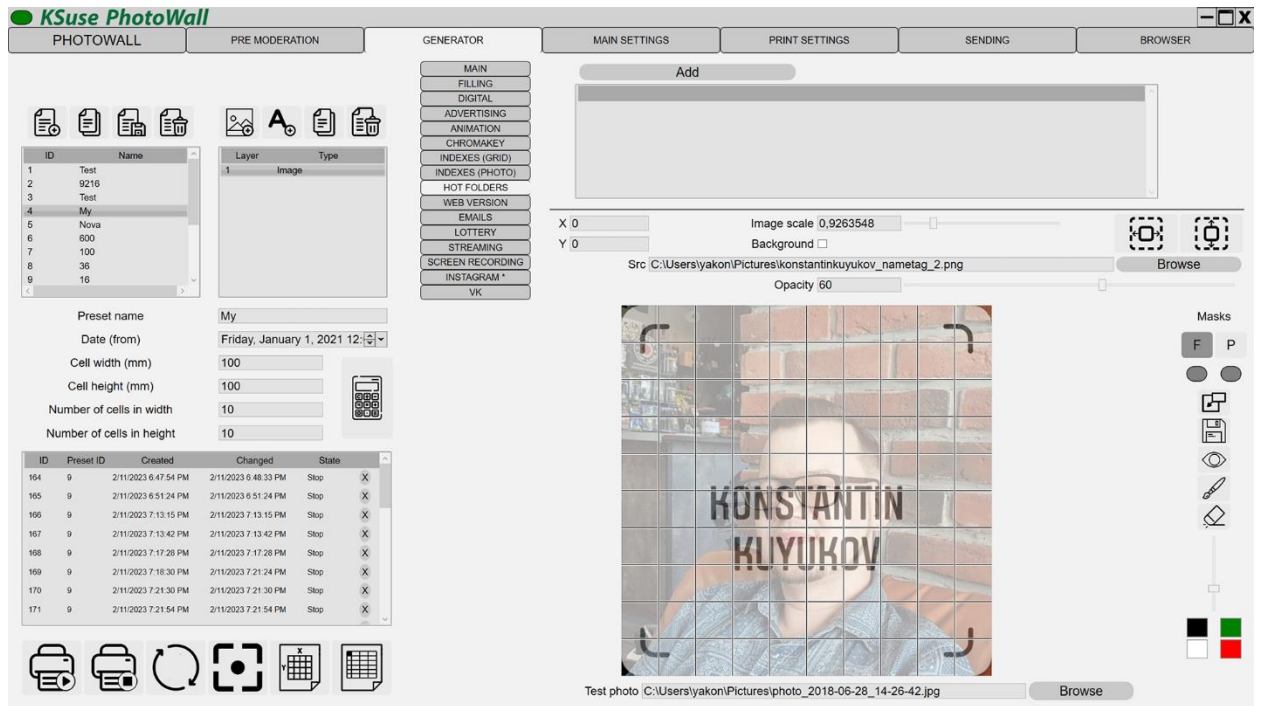 KSuse PhotoWall
X
PHOTOWALL PRE MODERATION GENERATOR MAIN SETTINGS PRINT SETTINGS SENDING BROWSER
MAIN
FILLING
DIGITAL
ADVERTISING
ANIMATION
CHROMAKEY
INDEXES (GRID)
INDEXES (PHOTO)
HOT FOLDERS
WEB VERSION
EMAILS
LOTTERY
STREAMING
SCREEN RECORDING
INSTAGRAM *
VK
Add
ID Name
1 Test
2 9216
3 Test
4 My
5 Nova
6 600
7 100
8 36
9 16
Layer Type
1 Image
X 0
Y 0
Image scale 0,9263548
Background
Src C:\Users\yakon\Pictures\konstantinkuyukov_nametag_2.png Browse
Opacity 60
Preset name My
Date (from) Friday, January 1, 2021 12:
Cell width (mm) 100
Cell height (mm) 100
Number of cells in width 10
Number of cells in height 10
ID Preset ID Created Changed State
164 9 2/11/2023 6:47:54 PM 2/11/2023 6:48:33 PM Stop X
165 9 2/11/2023 6:51:24 PM 2/11/2023 6:51:24 PM Stop X
166 9 2/11/2023 7:13:15 PM 2/11/2023 7:13:15 PM Stop X
167 9 2/11/2023 7:13:42 PM 2/11/2023 7:13:42 PM Stop X
168 9 2/11/2023 7:17:28 PM 2/11/2023 7:17:28 PM Stop X
169 9 2/11/2023 7:18:30 PM 2/11/2023 7:21:24 PM Stop X
170 9 2/11/2023 7:21:30 PM 2/11/2023 7:21:30 PM Stop X
171 9 2/11/2023 7:21:54 PM 2/11/2023 7:21:54 PM Stop X
X
Y
KONSTANTIN
KUYUKOV
Masks
F P
Test photo C:\Users\yakon\Pictures\photo_2018-06-28_14-26-42.jpg Browse